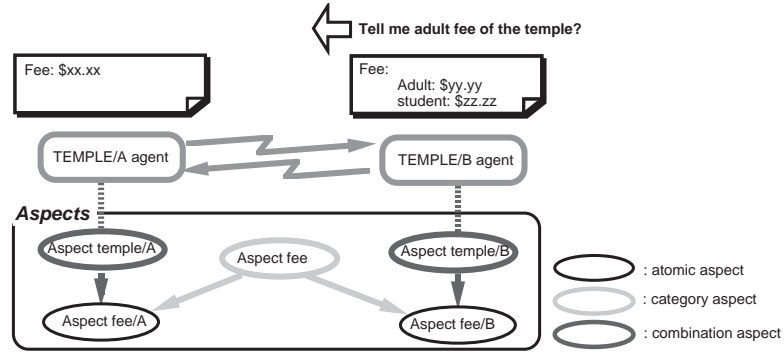 Tell me adult fee of the temple?
Fee: $xx.xx
Fee:
Adult: $yy.yy
student: $zz.zz
TEMPLE/A agent
TEMPLE/B agent
Aspects
Aspect temple/A
Aspect fee
Aspect temple/B
Aspect fee/A
Aspect fee/B
: atomic aspect
: category aspect
: combination aspect